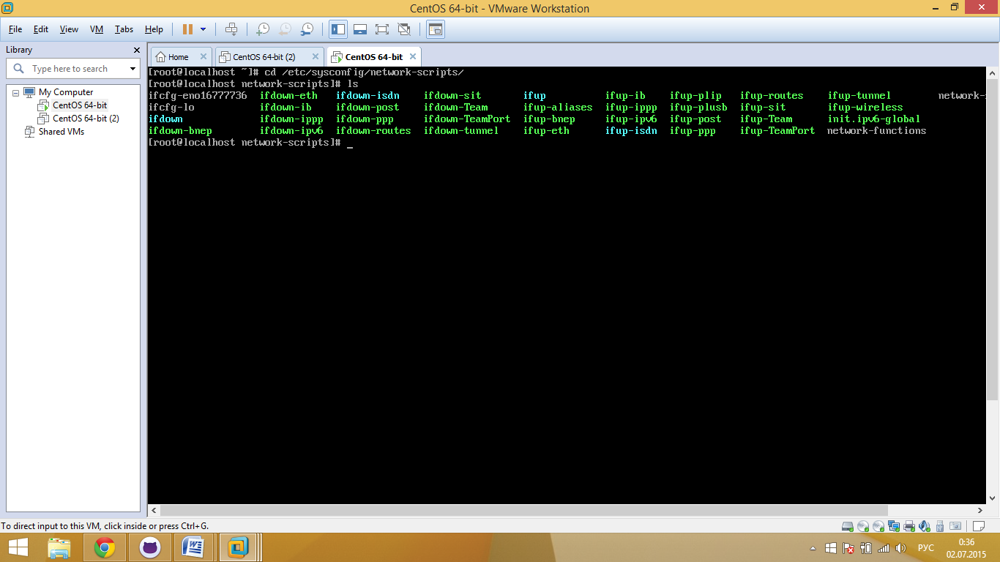 CentOS 64-bit - VMware Workstation
File Edit View VM Tabs Help
Library
Type here to search
My Computer
CentOS 64-bit
CentOS 64-bit (2)
Shared VMs
Home CentOS 64-bit (2) CentOS 64-bit
[root@localhost ~]# cd /etc/sysconfig/network-scripts/
[root@localhost network-scripts]# ls
ifcfg-eno16777736 ifdown-eth ifdown-isdn ifdown-sit ifup ifup-ib ifup-plip ifup-routes ifup-tunnel network-
ifcfg-lo ifdown-ib ifdown-post ifdown-Team ifup-aliases ifup-ippp ifup-plusb ifup-sit ifup-wireless
ifdown ifdown-ippp ifdown-ppp ifdown-TeamPort ifup-bnep ifup-ipv6 ifup-post ifup-Team init.ipv6-global
ifdown-bnep ifdown-ipv6 ifdown-routes ifdown-tunnel ifup-eth ifup-isdn ifup-ppp ifup-TeamPort network-functions
[root@localhost network-scripts]# _
To direct input to this VM, click inside or press Ctrl+G.
РУС
0:36
02.07.2015